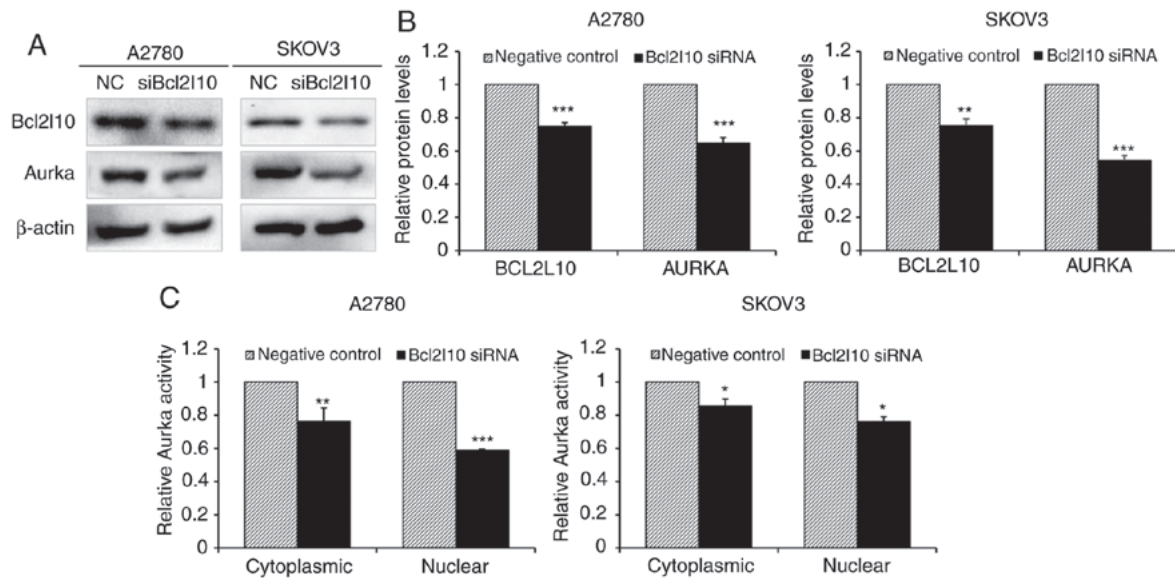 A
A2780
SKOV3
NC siBcl2l10
NC siBcl2l10
Bcl2l10
Aurka
β-actin
B
A2780
Relative protein levels
1.2
1
0.8
0.6
0.4
0.2
0
Negative control
Bcl2l10 siRNA
***
***
BCL2L10
AURKA
SKOV3
Relative protein levels
1.2
1
0.8
0.6
0.4
0.2
0
Negative control
Bcl2l10 siRNA
**
***
BCL2L10
AURKA
C
A2780
Relative Aurka activity
1.2
1
0.8
0.6
0.4
0.2
0
Negative control
Bcl2l10 siRNA
**
***
Cytoplasmic
Nuclear
SKOV3
Relative Aurka activity
1.2
1
0.8
0.6
0.4
0.2
0
Negative control
Bcl2l10 siRNA
*
*
Cytoplasmic
Nuclear